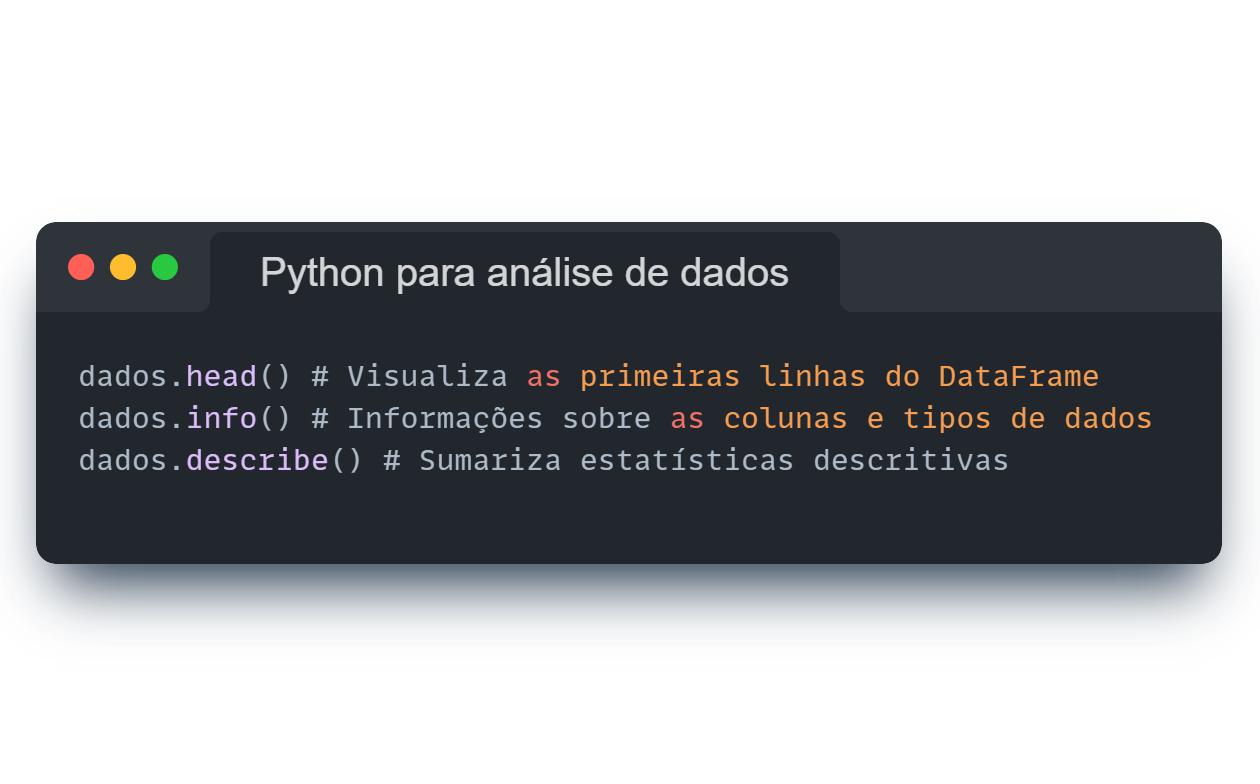 Python para análise de dados
dados.head() # Visualiza as primeiras linhas do DataFrame
dados.info() # Informações sobre as colunas e tipos de dados
dados.describe() # Sumariza estatísticas descritivas